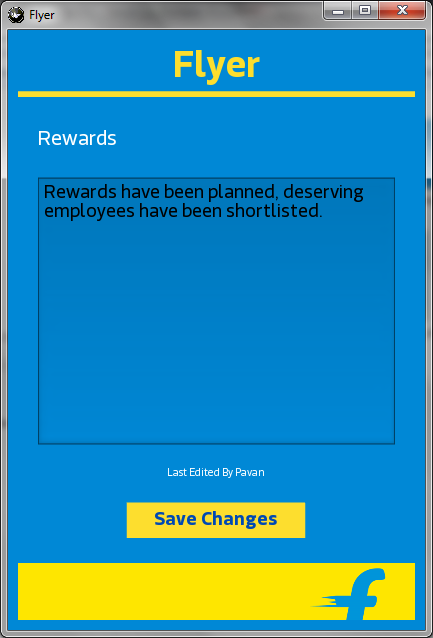 Flyer
Flyer
Rewards
Rewards have been planned, deserving
employees have been shortlisted.
Last Edited By Pavan
Save Changes
f